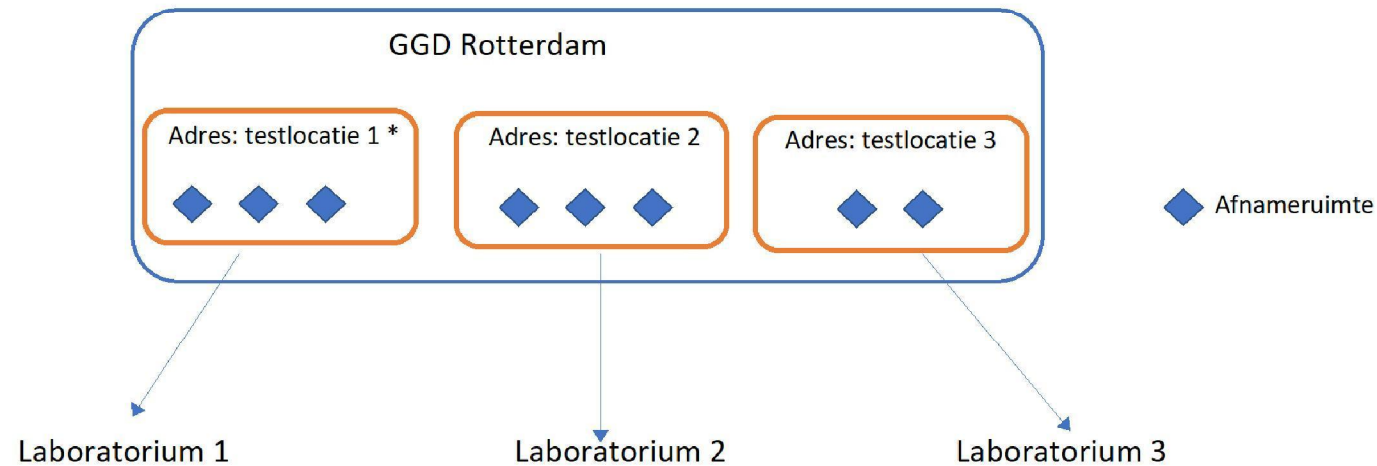 GGD Rotterdam
Adres: testlocatie 1 *
Adres: testlocatie 2
Adres: testlocatie 3
Afnameruimte
Laboratorium 1
Laboratorium 2
Laboratorium 3